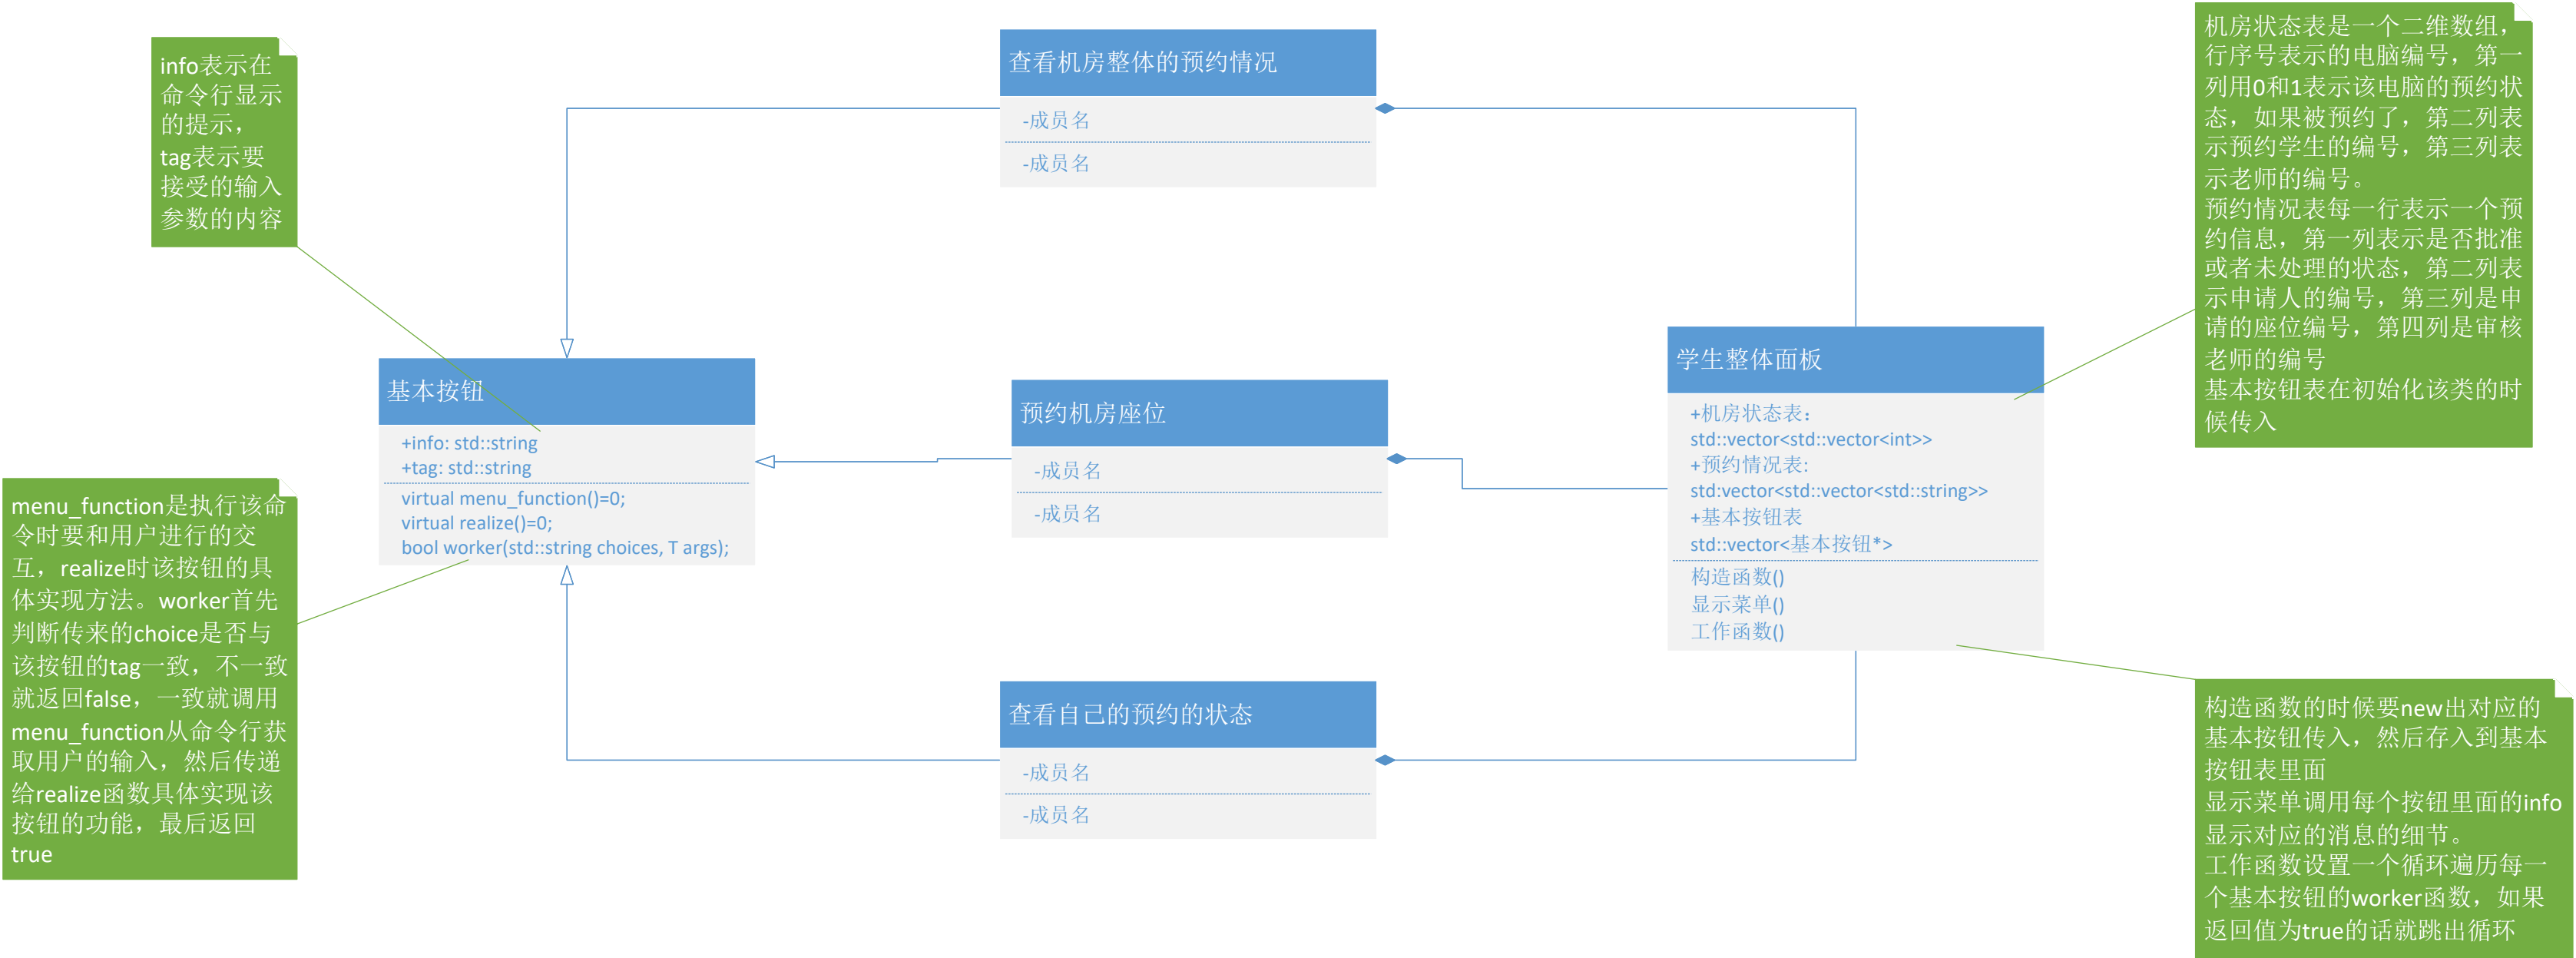 info表示在
命令行显示
的提示，
tag表示要
接受的输入
参数的内容
menu_function是执行该命
令时要和用户进行的交
互，realize时该按钮的具
体实现方法。worker首先
判断传来的choice是否与
该按钮的tag一致，不一致
就返回false，一致就调用
menu_function从命令行获
取用户的输入，然后传递
给realize函数具体实现该
按钮的功能，最后返回
true
基本按钮
+info: std::string
+tag: std::string
virtual menu_function()=0;
virtual realize()=0;
bool worker(std::string choices, T args);
查看机房整体的预约情况
-成员名
-成员名
预约机房座位
-成员名
-成员名
查看自己的预约的状态
-成员名
-成员名
学生整体面板
+机房状态表：
std::vector<std::vector<int>>
+预约情况表:
std:vector<std::vector<std::string>>
+基本按钮表
std::vector<基本按钮*>
构造函数()
显示菜单()
工作函数()
机房状态表是一个二维数组，
行序号表示的电脑编号，第一
列用0和1表示该电脑的预约状
态，如果被预约了，第二列表
示预约学生的编号，第三列表
示老师的编号。
预约情况表每一行表示一个预
约信息，第一列表示是否批准
或者未处理的状态，第二列表
示申请人的编号，第三列是申
请的座位编号，第四列是审核
老师的编号
基本按钮表在初始化该类的时
候传入
构造函数的时候要new出对应的
基本按钮传入，然后存入到基本
按钮表里面
显示菜单调用每个按钮里面的info
显示对应的消息的细节。
工作函数设置一个循环遍历每一
个基本按钮的worker函数，如果
返回值为true的话就跳出循环